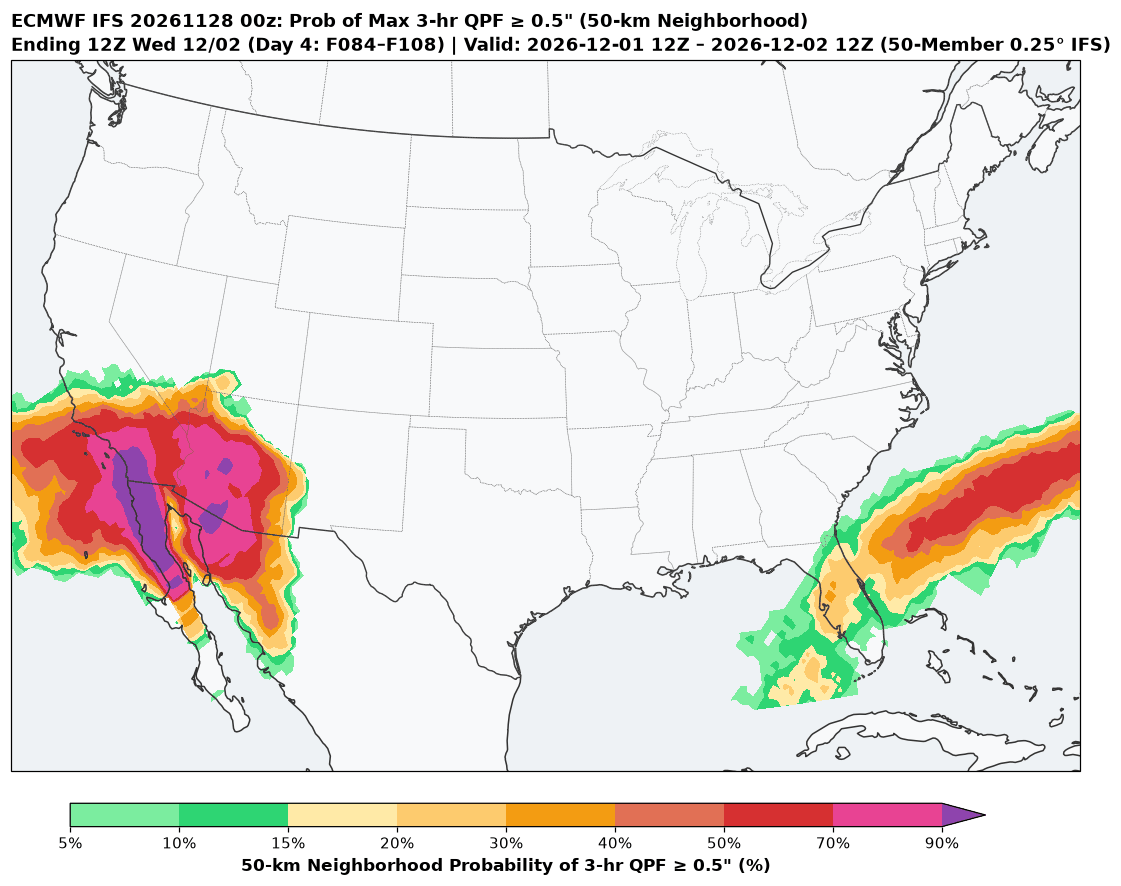 ECMWF IFS 20261128 00z: Prob of Max 3-hr QPF ≥ 0.5" (50-km Neighborhood)
Ending 12Z Wed 12/02 (Day 4: F084–F108) | Valid: 2026-12-01 12Z – 2026-12-02 12Z (50-Member 0.25° IFS)
5% 10% 15% 20% 30% 40% 50% 70% 90%
50-km Neighborhood Probability of 3-hr QPF ≥ 0.5" (%)